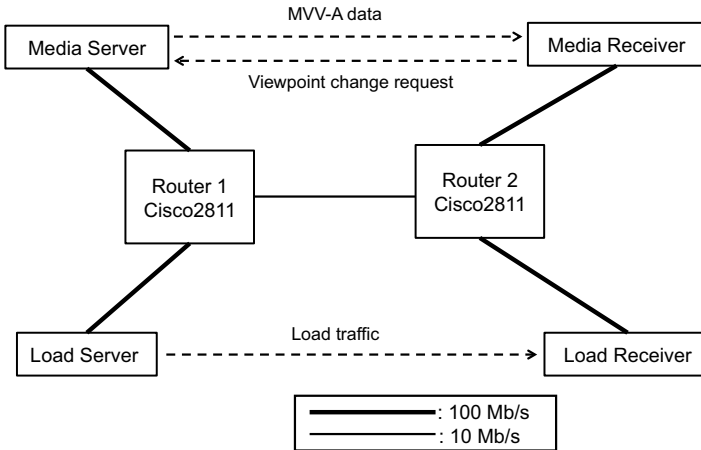 MVV-A data
Media Server
Media Receiver
Viewpoint change request
Router 1
Cisco2811
Router 2
Cisco2811
Load traffic
Load Server
Load Receiver
: 100 Mb/s
: 10 Mb/s